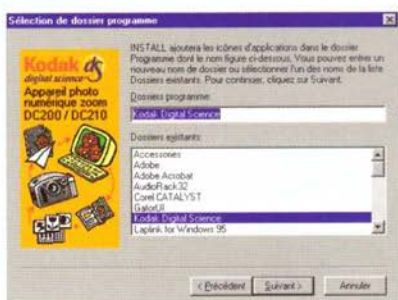 Sélection de dossier programme
Kodak ds
digital science
Appareil photo
numérique zoom
DC200 / DC210
INSTALL ajoutera les icônes d'applications dans le dossier
Programme dont le nom figure ci-dessous. Vous pouvez entrer un
nouveau nom de dossier ou sélectionner l'un des noms de la liste
Dossiers existants. Pour continuer, cliquez sur Suivant.
Dossiers programme:
Kodak Digital Science
Dossiers existants:
Accessories
Adobe
Adobe Acrobat
AudioRack32
Corel CATALYST
GatorUI
Kodak Digital Science
Laplink for Windows 95
< Précédent
Suivant >
Annuler